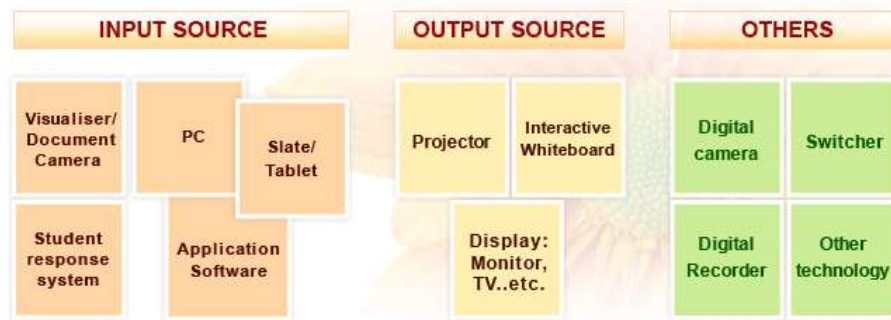 INPUT SOURCE
OUTPUT SOURCE
OTHERS
Visualiser/
Document
Camera
PC
Slate/
Tablet
Student
response
system
Application
Software
Projector
Interactive
Whiteboard
Display:
Monitor,
TV..etc.
Digital
camera
Switcher
Digital
Recorder
Other
technology